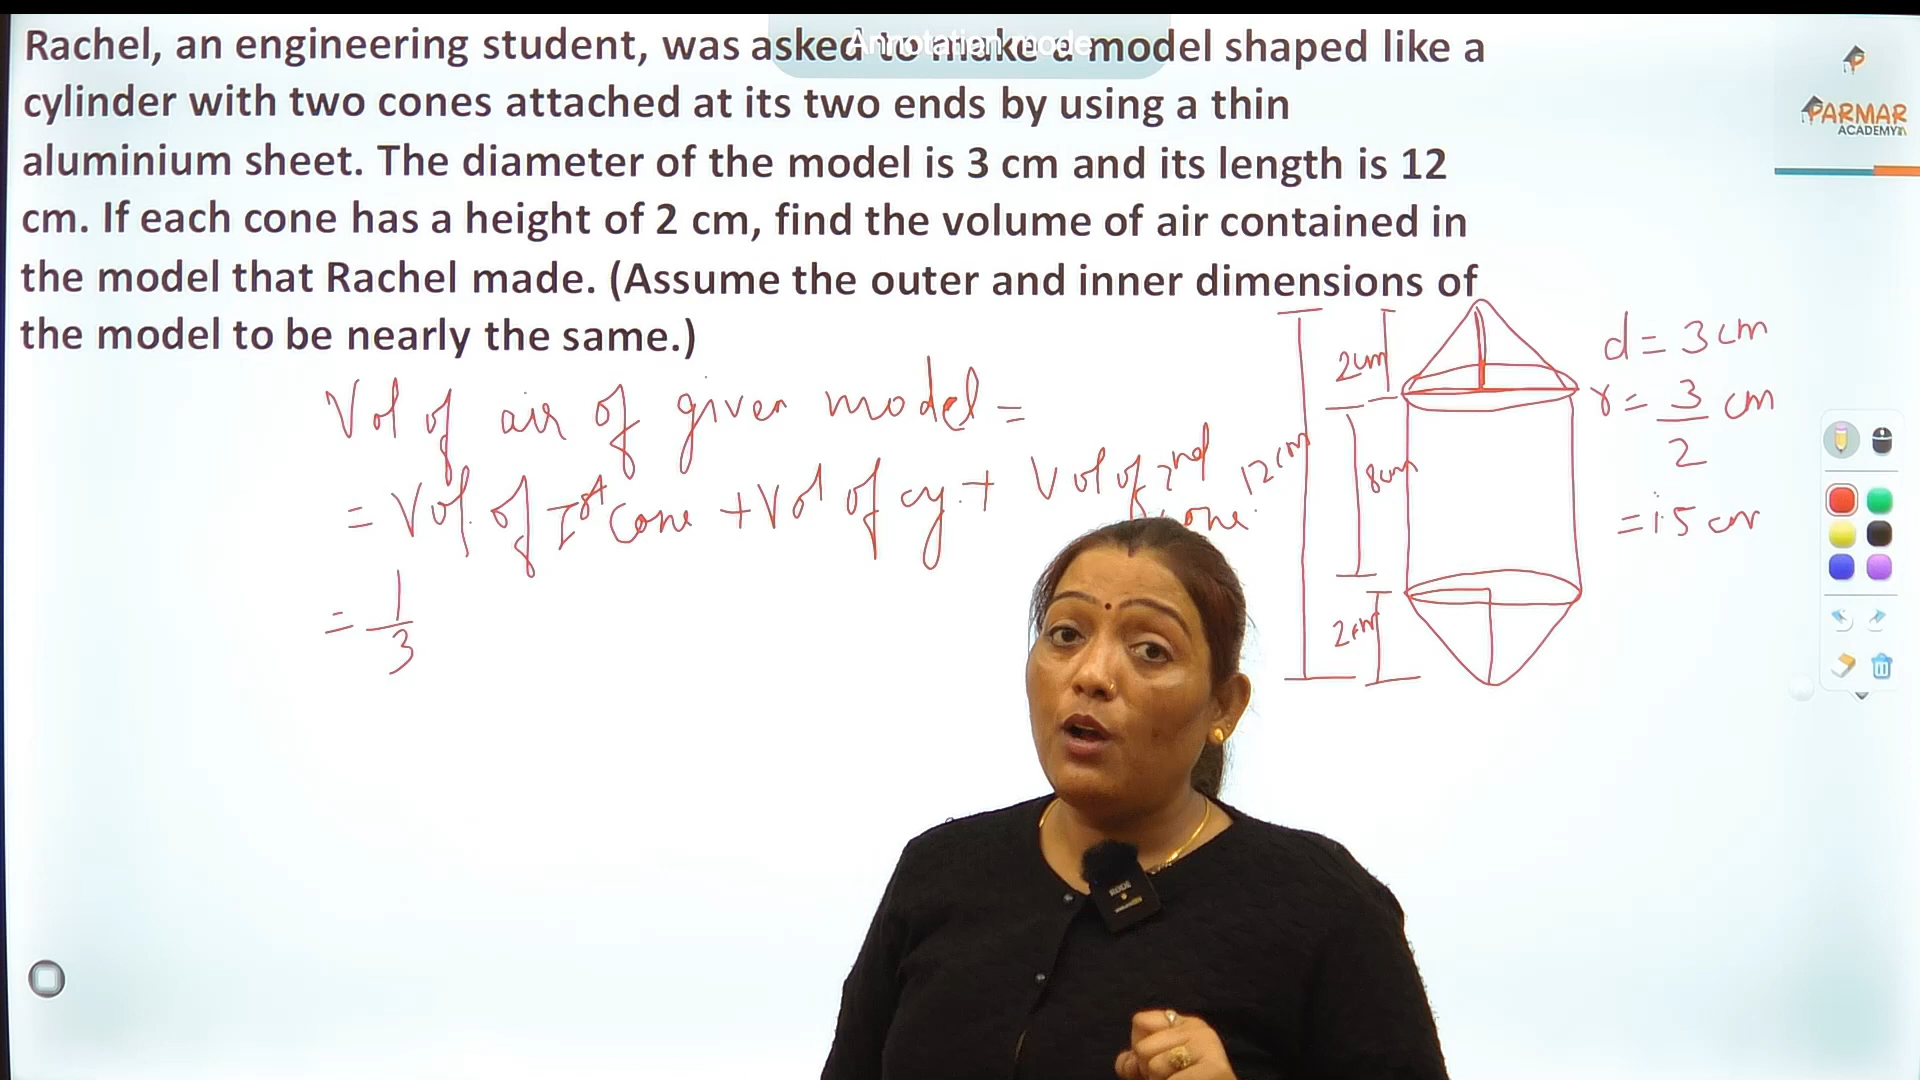 Rachel, an engineering student, was asked to make a model shaped like a
cylinder with two cones attached at its two ends by using a thin
aluminium sheet. The diameter of the model is 3 cm and its length is 12
cm. If each cone has a height of 2 cm, find the volume of air contained in
the model that Rachel made. (Assume the outer and inner dimensions of
the model to be nearly the same.)
Annotation mode
PARMAR
ACADEMY
Vol of air of given model =
= Vol. of Ist Cone + Vol of cy. + Vol of 2nd
cone.
= 1/3
2cm
8cm
12cm
2cm
d = 3cm
r = 3/2 cm
= 1.5 cm
RODE